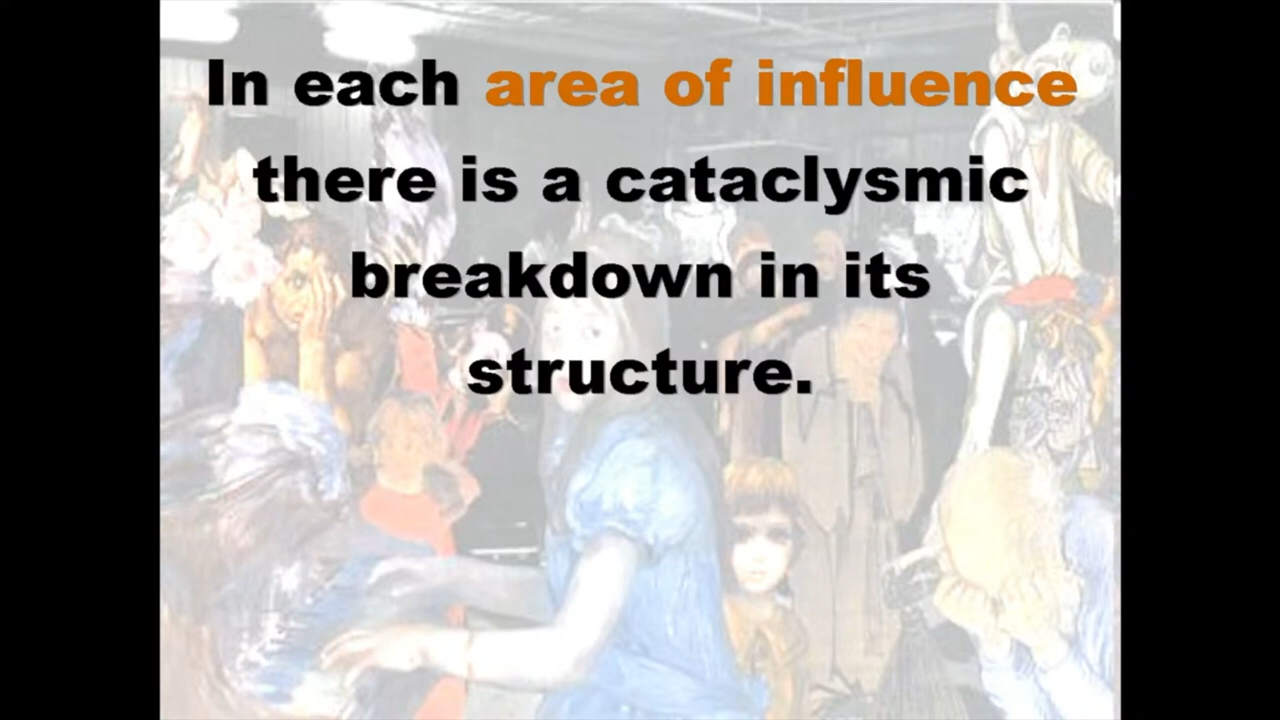 In each area of influence
there is a cataclysmic
breakdown in its
structure.